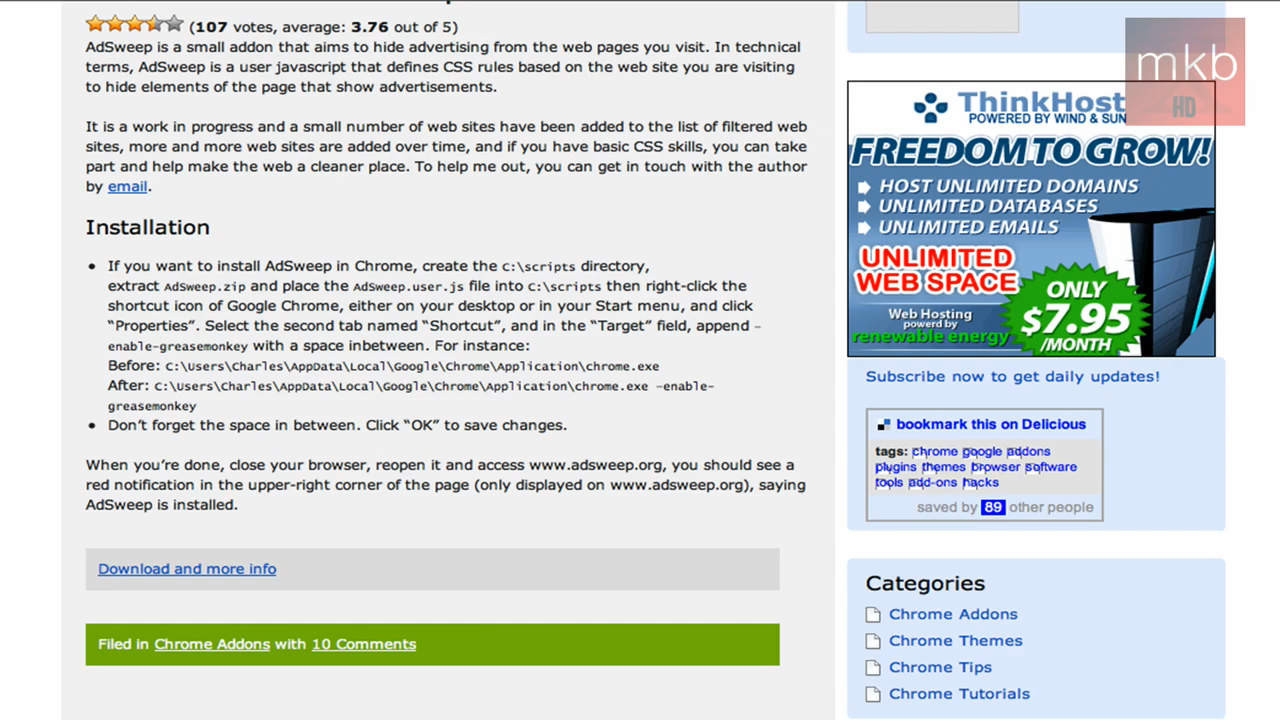 (107 votes, average: 3.76 out of 5)
AdSweep is a small addon that aims to hide advertising from the web pages you visit. In technical
terms, AdSweep is a user javascript that defines CSS rules based on the web site you are visiting
to hide elements of the page that show advertisements.
It is a work in progress and a small number of web sites have been added to the list of filtered web
sites, more and more web sites are added over time, and if you have basic CSS skills, you can take
part and help make the web a cleaner place. To help me out, you can get in touch with the author
by email.
Installation
• If you want to install AdSweep in Chrome, create the C:\scripts directory,
extract AdSweep.zip and place the AdSweep.user.js file into C:\scripts then right-click the
shortcut icon of Google Chrme, either on your desktop or in your Start menu, and click
“Properties”. Select the second tab named “Shortcut”, and in the “Target” field, append –
enable-greasemonkey with a space inbetween. For instance:
Before: C:\Users\Charles\AppData\Local\Google\Chrome\Application\chrome.exe
After: C:\Users\Charles\AppData\Local\Google\Chrome\Application\chrome.exe –enable-
greasemonkey
• Don’t forget the space in between. Click “OK” to save changes.
When you’re done, close your browser, reopen it and access www.adsweep.org, you should see a
red notification in the upper-right corner of the page (only displayed on www.adsweep.org), saying
AdSweep is installed.
Download and more info
Filed in Chrome Addons with 10 Comments
mkb
HD
ThinkHost
POWERED BY WIND & SUN
FREEDOM TO GROW!
HOST UNLIMITED DOMAINS
UNLIMITED DATABASES
UNLIMITED EMAILS
UNLIMITED
WEB SPACE
ONLY
$7.95
/MONTH
Web Hosting
powered by
renewable energy
Subscribe now to get daily updates!
bookmark this on Delicious
tags: chrome google addons
plugins themes browser software
tools add-ons hacks
saved by 89 other people
Categories
Chrome Addons
Chrome Themes
Chrome Tips
Chrome Tutorials